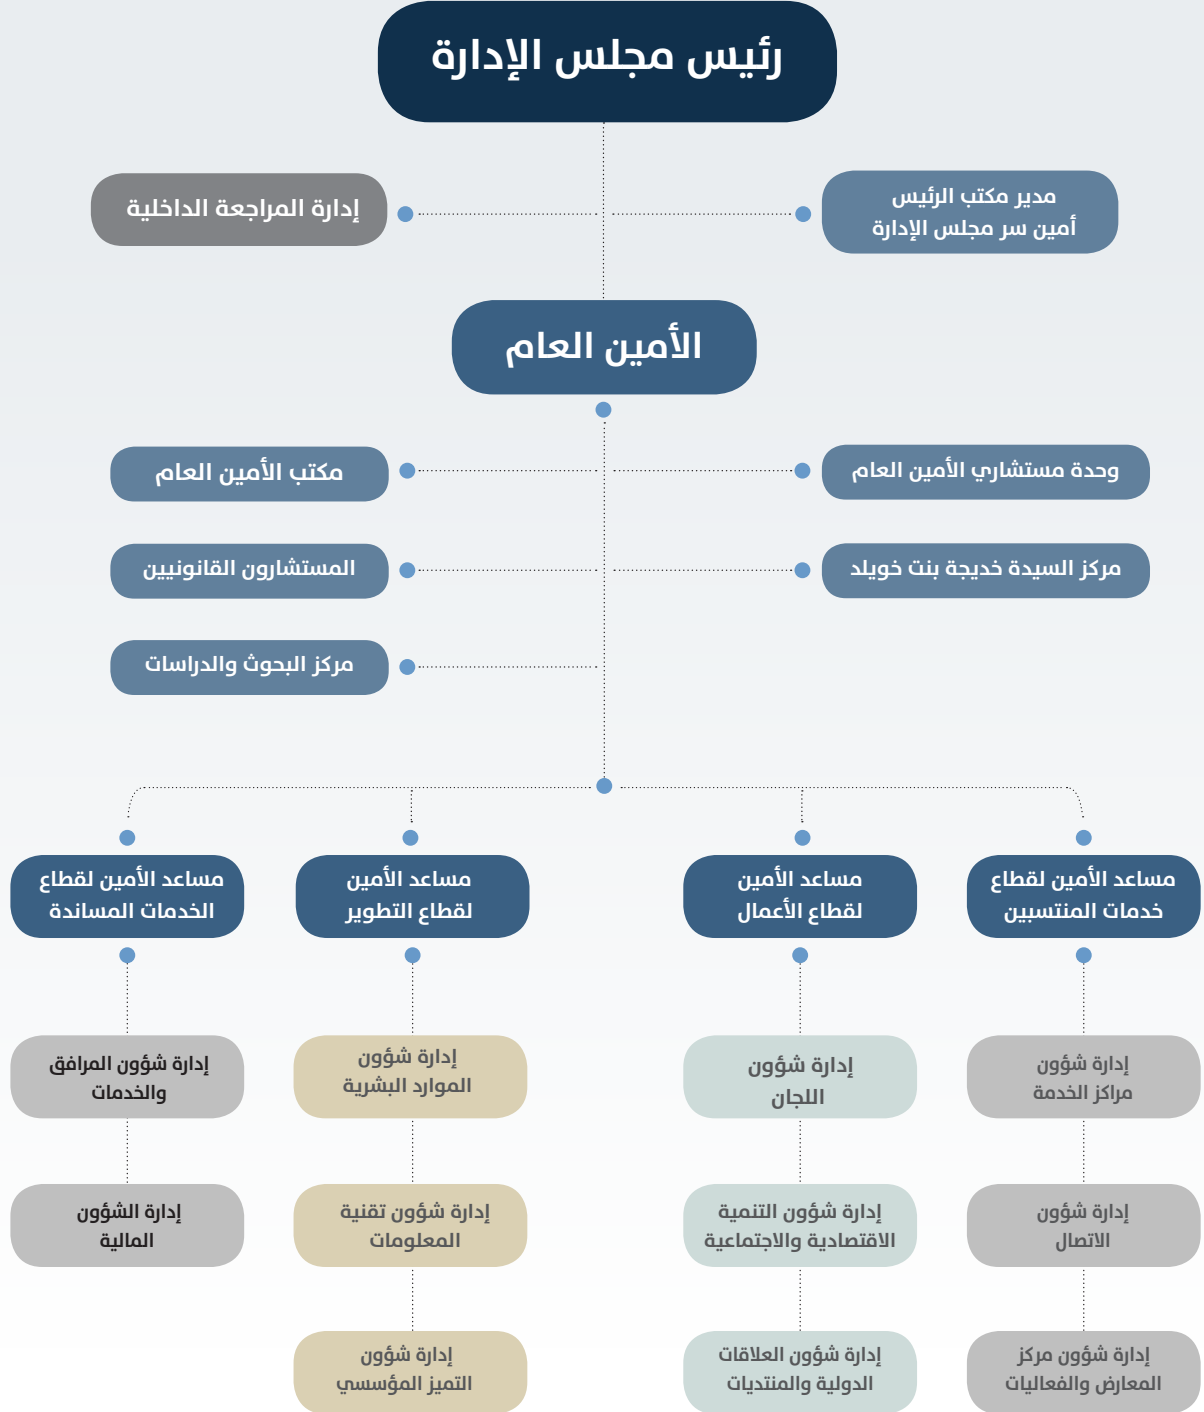 رئيس مجلس الإدارة
مدير مكتب الرئيس
أمين سر مجلس الإدارة
إدارة المراجعة الداخلية
الأمين العام
وحدة مستشاري الأمين العام
مكتب الأمين العام
مركز السيدة خديجة بنت خويلد
المستشارون القانونيين
مركز البحوث والدراسات
مساعد الأمين لقطاع
خدمات المنتسبين
مساعد الأمين
لقطاع الأعمال
مساعد الأمين
لقطاع التطوير
مساعد الأمين لقطاع
الخدمات المساندة
إدارة شؤون
مراكز الخدمة
إدارة شؤون
اللجان
إدارة شؤون
الموارد البشرية
إدارة شؤون المرافق
والخدمات
إدارة شؤون
الاتصال
إدارة شؤون التنمية
الاقتصادية والاجتماعية
إدارة شؤون تقنية
المعلومات
إدارة الشؤون
المالية
إدارة شؤون مركز
المعارض والفعاليات
إدارة شؤون العلاقات
الدولية والمنتديات
إدارة شؤون
التميز المؤسسي